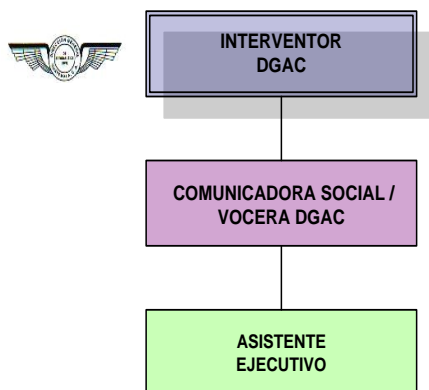 INTERVENTOR
DGAC
COMUNICADORA SOCIAL /
VOCERA DGAC
ASISTENTE
EJECUTIVO